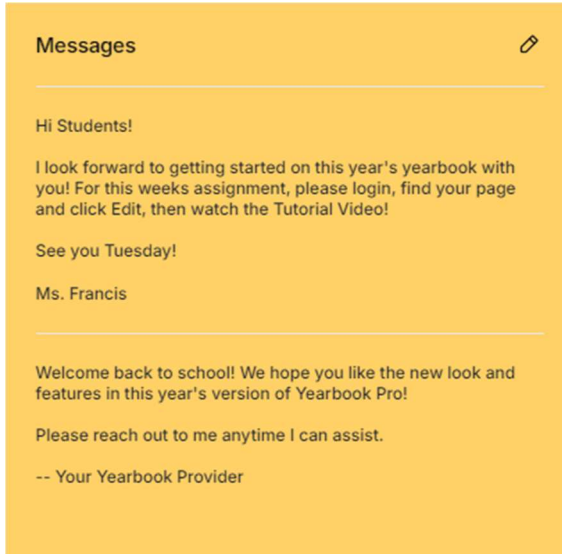 Messages
Hi Students!
I look forward to getting started on this year's yearbook with
you! For this weeks assignment, please login, find your page
and click Edit, then watch the Tutorial Video!
See you Tuesday!
Ms. Francis
Welcome back to school! We hope you like the new look and
features in this year's version of Yearbook Pro!
Please reach out to me anytime I can assist.
-- Your Yearbook Provider